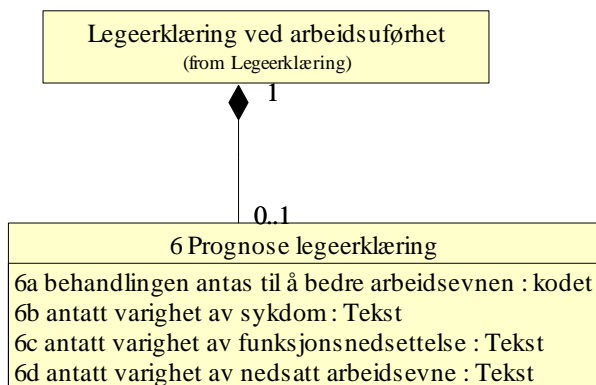 Legeerklæring ved arbeidsuførhet
(from Legeerklæring)
1
0..1
6 Prognose legeerklæring
6a behandlingen antas til å bedre arbeidsevnen : kodet
6b antatt varighet av sykdom : Tekst
6c antatt varighet av funksjonsnedsettelse : Tekst
6d antatt varighet av nedsatt arbeidsevne : Tekst